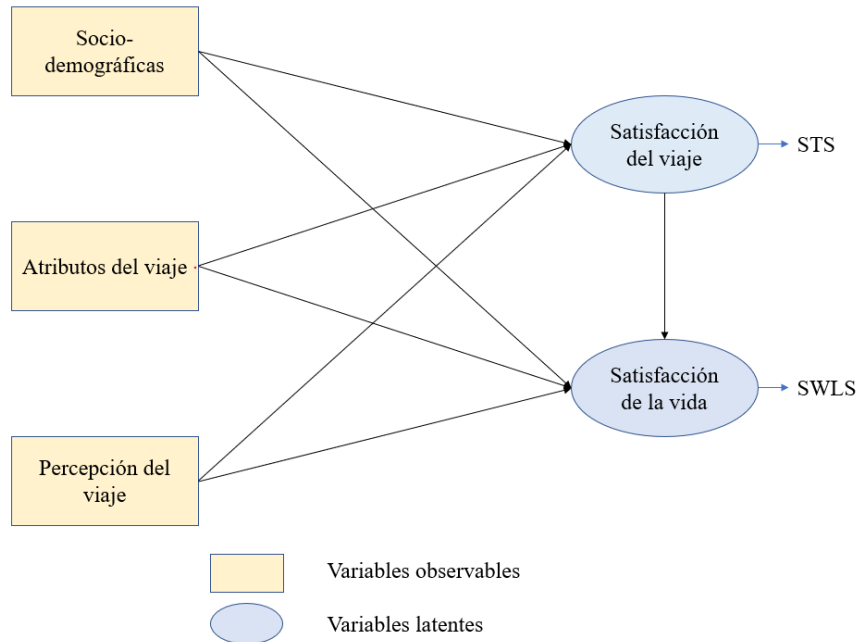 Socio-
demográficas
Satisfacción
del viaje
STS
Atributos del viaje
Satisfacción
de la vida
SWLS
Percepción del
viaje
Variables observables
Variables latentes